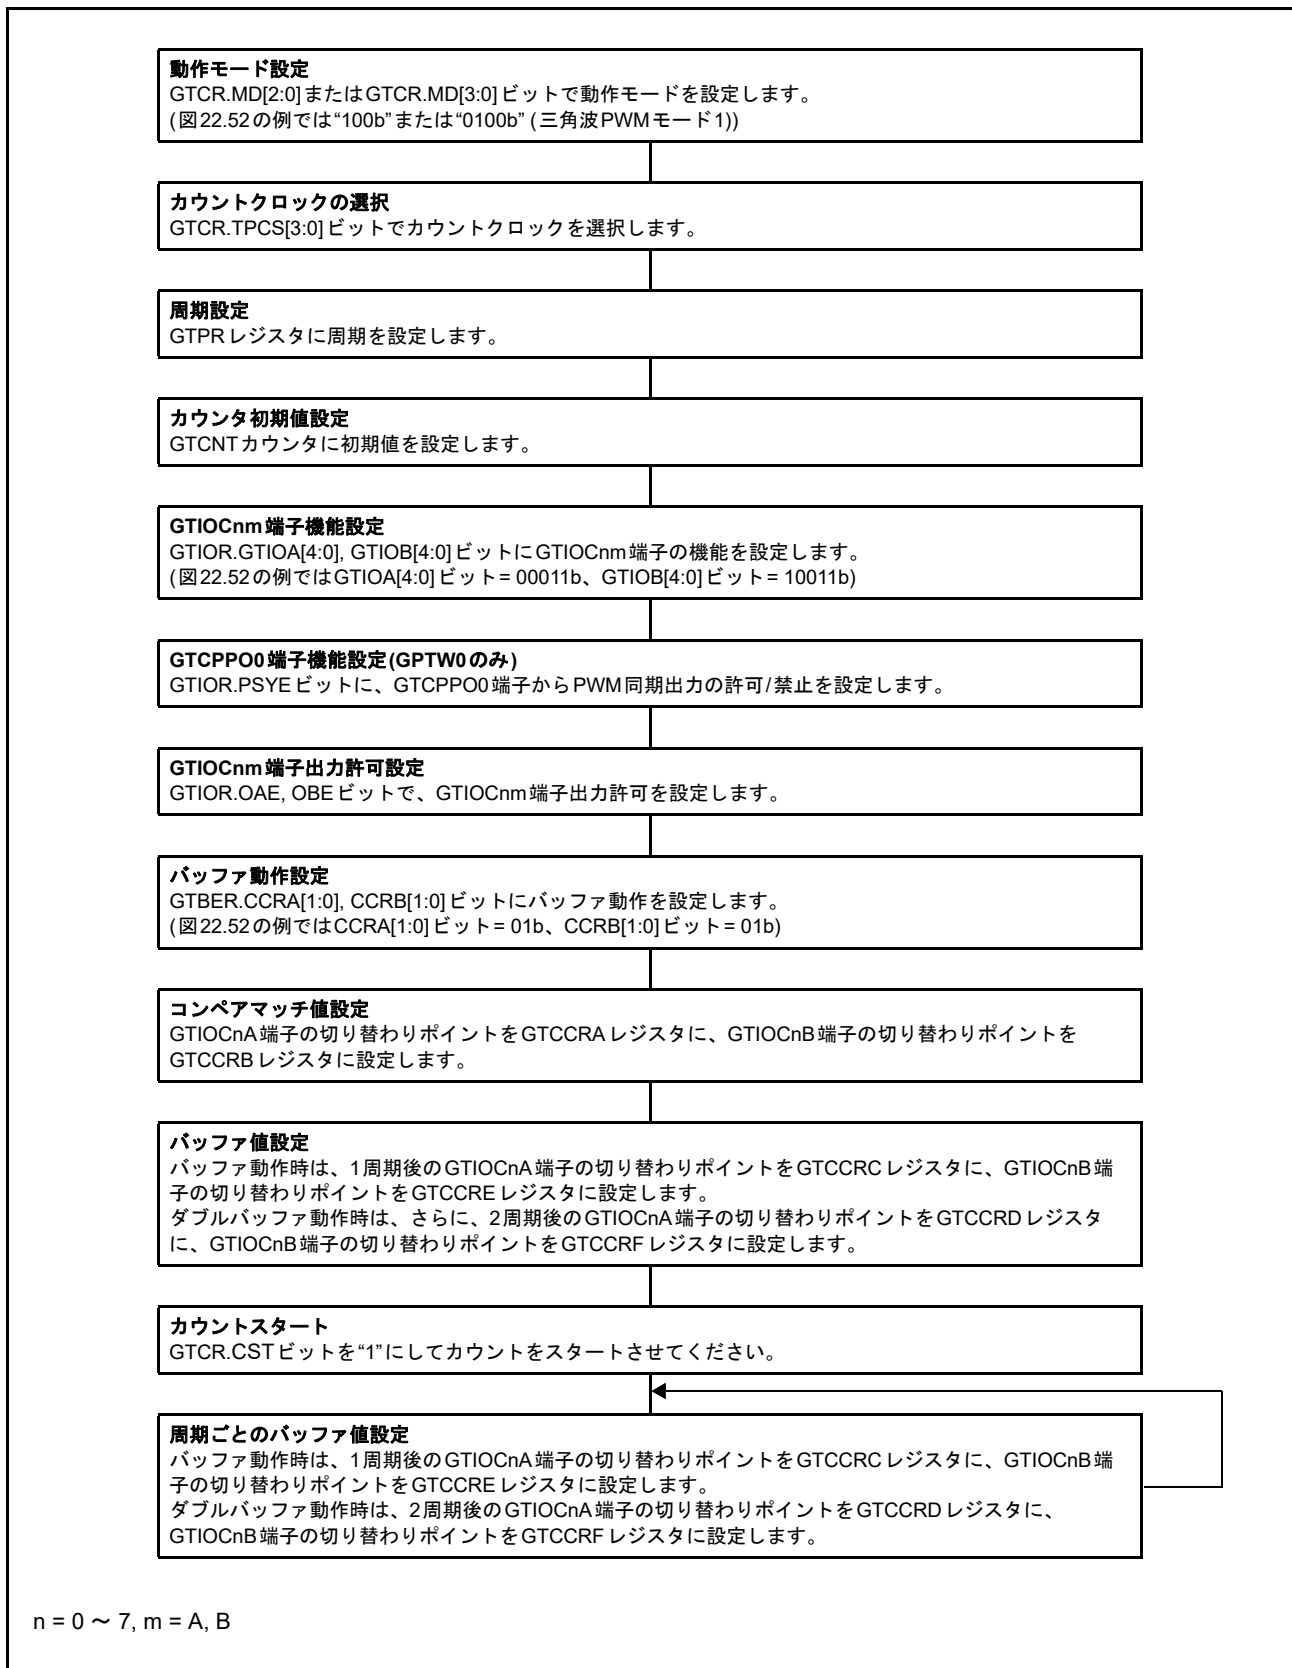 動作モード設定
GTCR.MD[2:0]またはGTCR.MD[3:0]ビットで動作モードを設定します。
(図22.52の例では“100b”または“0100b” (三角波PWMモード1))
カウントクロックの選択
GTCR.TPCS[3:0]ビットでカウントクロックを選択します。
周期設定
GTPRレジスタに周期を設定します。
カウンタ初期値設定
GTCNTカウンタに初期値を設定します。
GTIOCnm端子機能設定
GTIOR.GTIOA[4:0], GTIOB[4:0]ビットにGTIOCnm端子の機能を設定します。
(図22.52の例ではGTIOA[4:0]ビット= 00011b、GTIOB[4:0]ビット= 10011b)
GTCPPO0端子機能設定(GPTW0のみ)
GTIOR.PSYEビットに、GTCPPO0端子からPWM同期出力の許可/禁止を設定します。
GTIOCnm端子出力許可設定
GTIOR.OAE, OBEビットで、GTIOCnm端子出力許可を設定します。
バッファ動作設定
GTBER.CCRA[1:0], CCRB[1:0]ビットにバッファ動作を設定します。
(図22.52の例ではCCRA[1:0]ビット= 01b、CCRB[1:0]ビット= 01b)
コンペアマッチ値設定
GTIOCnA端子の切り替わりポイントをGTCCRAレジスタに、GTIOCnB端子の切り替わりポイントを
GTCCRBレジスタに設定します。
バッファ値設定
バッファ動作時は、1周期後のGTIOCnA端子の切り替わりポイントをGTCCRCレジスタに、GTIOCnB端
子の切り替わりポイントをGTCCREレジスタに設定します。
ダブルバッファ動作時は、さらに、2周期後のGTIOCnA端子の切り替わりポイントをGTCCRDレジスタ
に、GTIOCnB端子の切り替わりポイントをGTCCRFレジスタに設定します。
カウントスタート
GTCR.CSTビットを“1”にしてカウントをスタートさせてください。
周期ごとのバッファ値設定
バッファ動作時は、1周期後のGTIOCnA端子の切り替わりポイントをGTCCRCレジスタに、GTIOCnB端
子の切り替わりポイントをGTCCREレジスタに設定します。
ダブルバッファ動作時は、2周期後のGTIOCnA端子の切り替わりポイントをGTCCRDレジスタに、
GTIOCnB端子の切り替わりポイントをGTCCRFレジスタに設定します。
n = 0 ～ 7, m = A, B